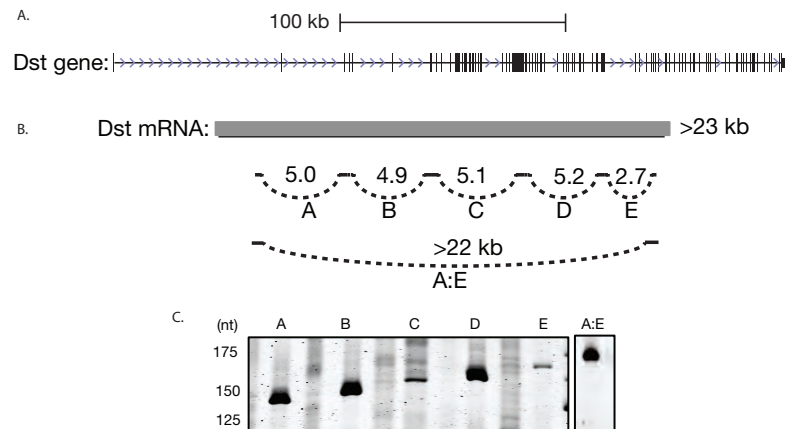 A.
100 kb
Dst gene:
B.
Dst mRNA: >23 kb
5.0 4.9 5.1 5.2 2.7
A B C D E
>22 kb
A:E
C.
(nt) A B C D E A:E
175
150
125